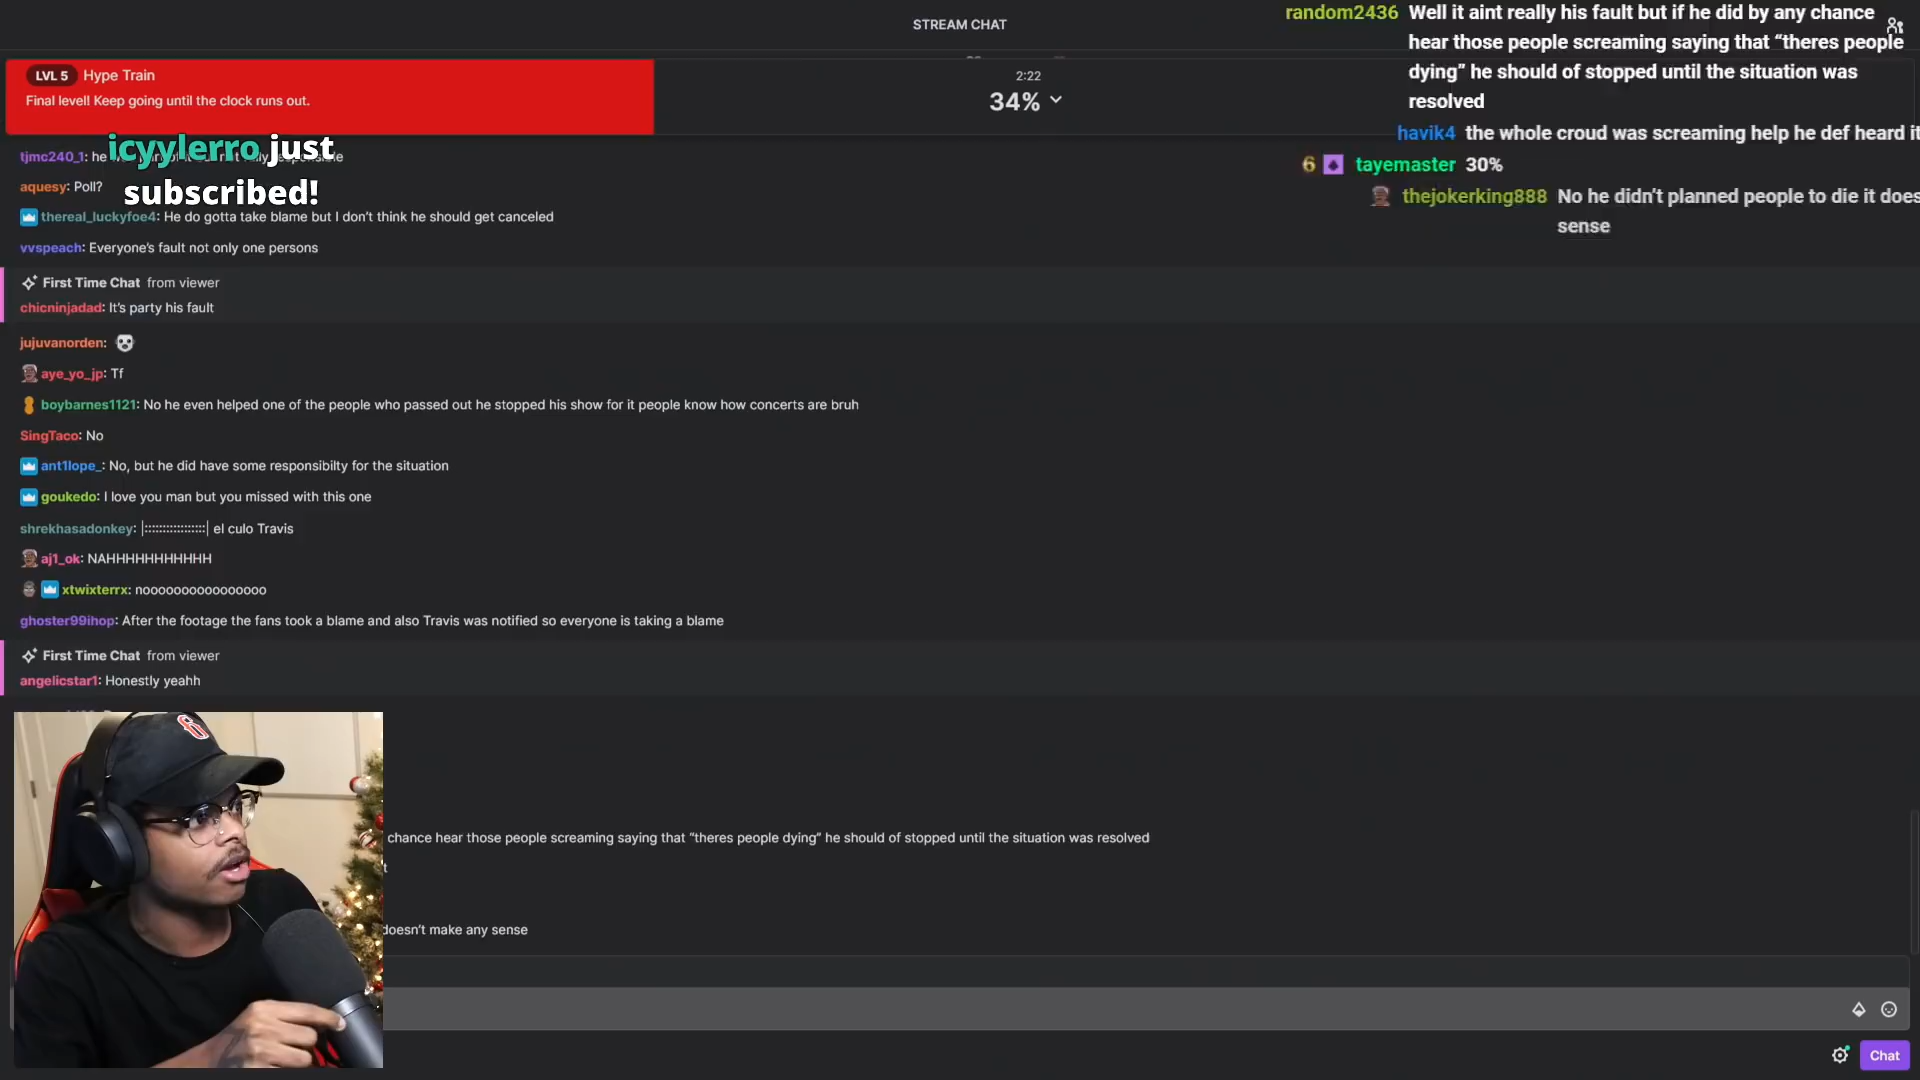 STREAM CHAT
LVL 5 Hype Train
Final level! Keep going until the clock runs out.
2:22
34%
icyylerro just
subscribed!
tjmc240_1: he
aquesy: Poll?
thereal_luckyfoe4: He do gotta take blame but I don't think he should get canceled
vvspeach: Everyone's fault not only one persons
First Time Chat from viewer
chicninjadad: It's party his fault
jujuvanorden:
aye_yo_jp: Tf
boybarnes1121: No he even helped one of the people who passed out he stopped his show for it people know how concerts are bruh
SingTaco: No
ant1lope_: No, but he did have some responsibilty for the situation
goukedo: I love you man but you missed with this one
shrekhasadonkey: |::::::::::::::::| el culo Travis
aj1_ok: NAHHHHHHHHHHH
xtwixterrx: noooooooooooooooo
ghoster99ihop: After the footage the fans took a blame and also Travis was notified so everyone is taking a blame
First Time Chat from viewer
angelicstar1: Honestly yeahh
chance hear those people screaming saying that “theres people dying” he should of stopped until the situation was resolved
t
doesn't make any sense
Chat
random2436 Well it aint really his fault but if he did by any chance
hear those people screaming saying that “theres people
dying” he should of stopped until the situation was
resolved
havik4 the whole croud was screaming help he def heard it
6 tayemaster 30%
thejokerking888 No he didn't planned people to die it does
sense